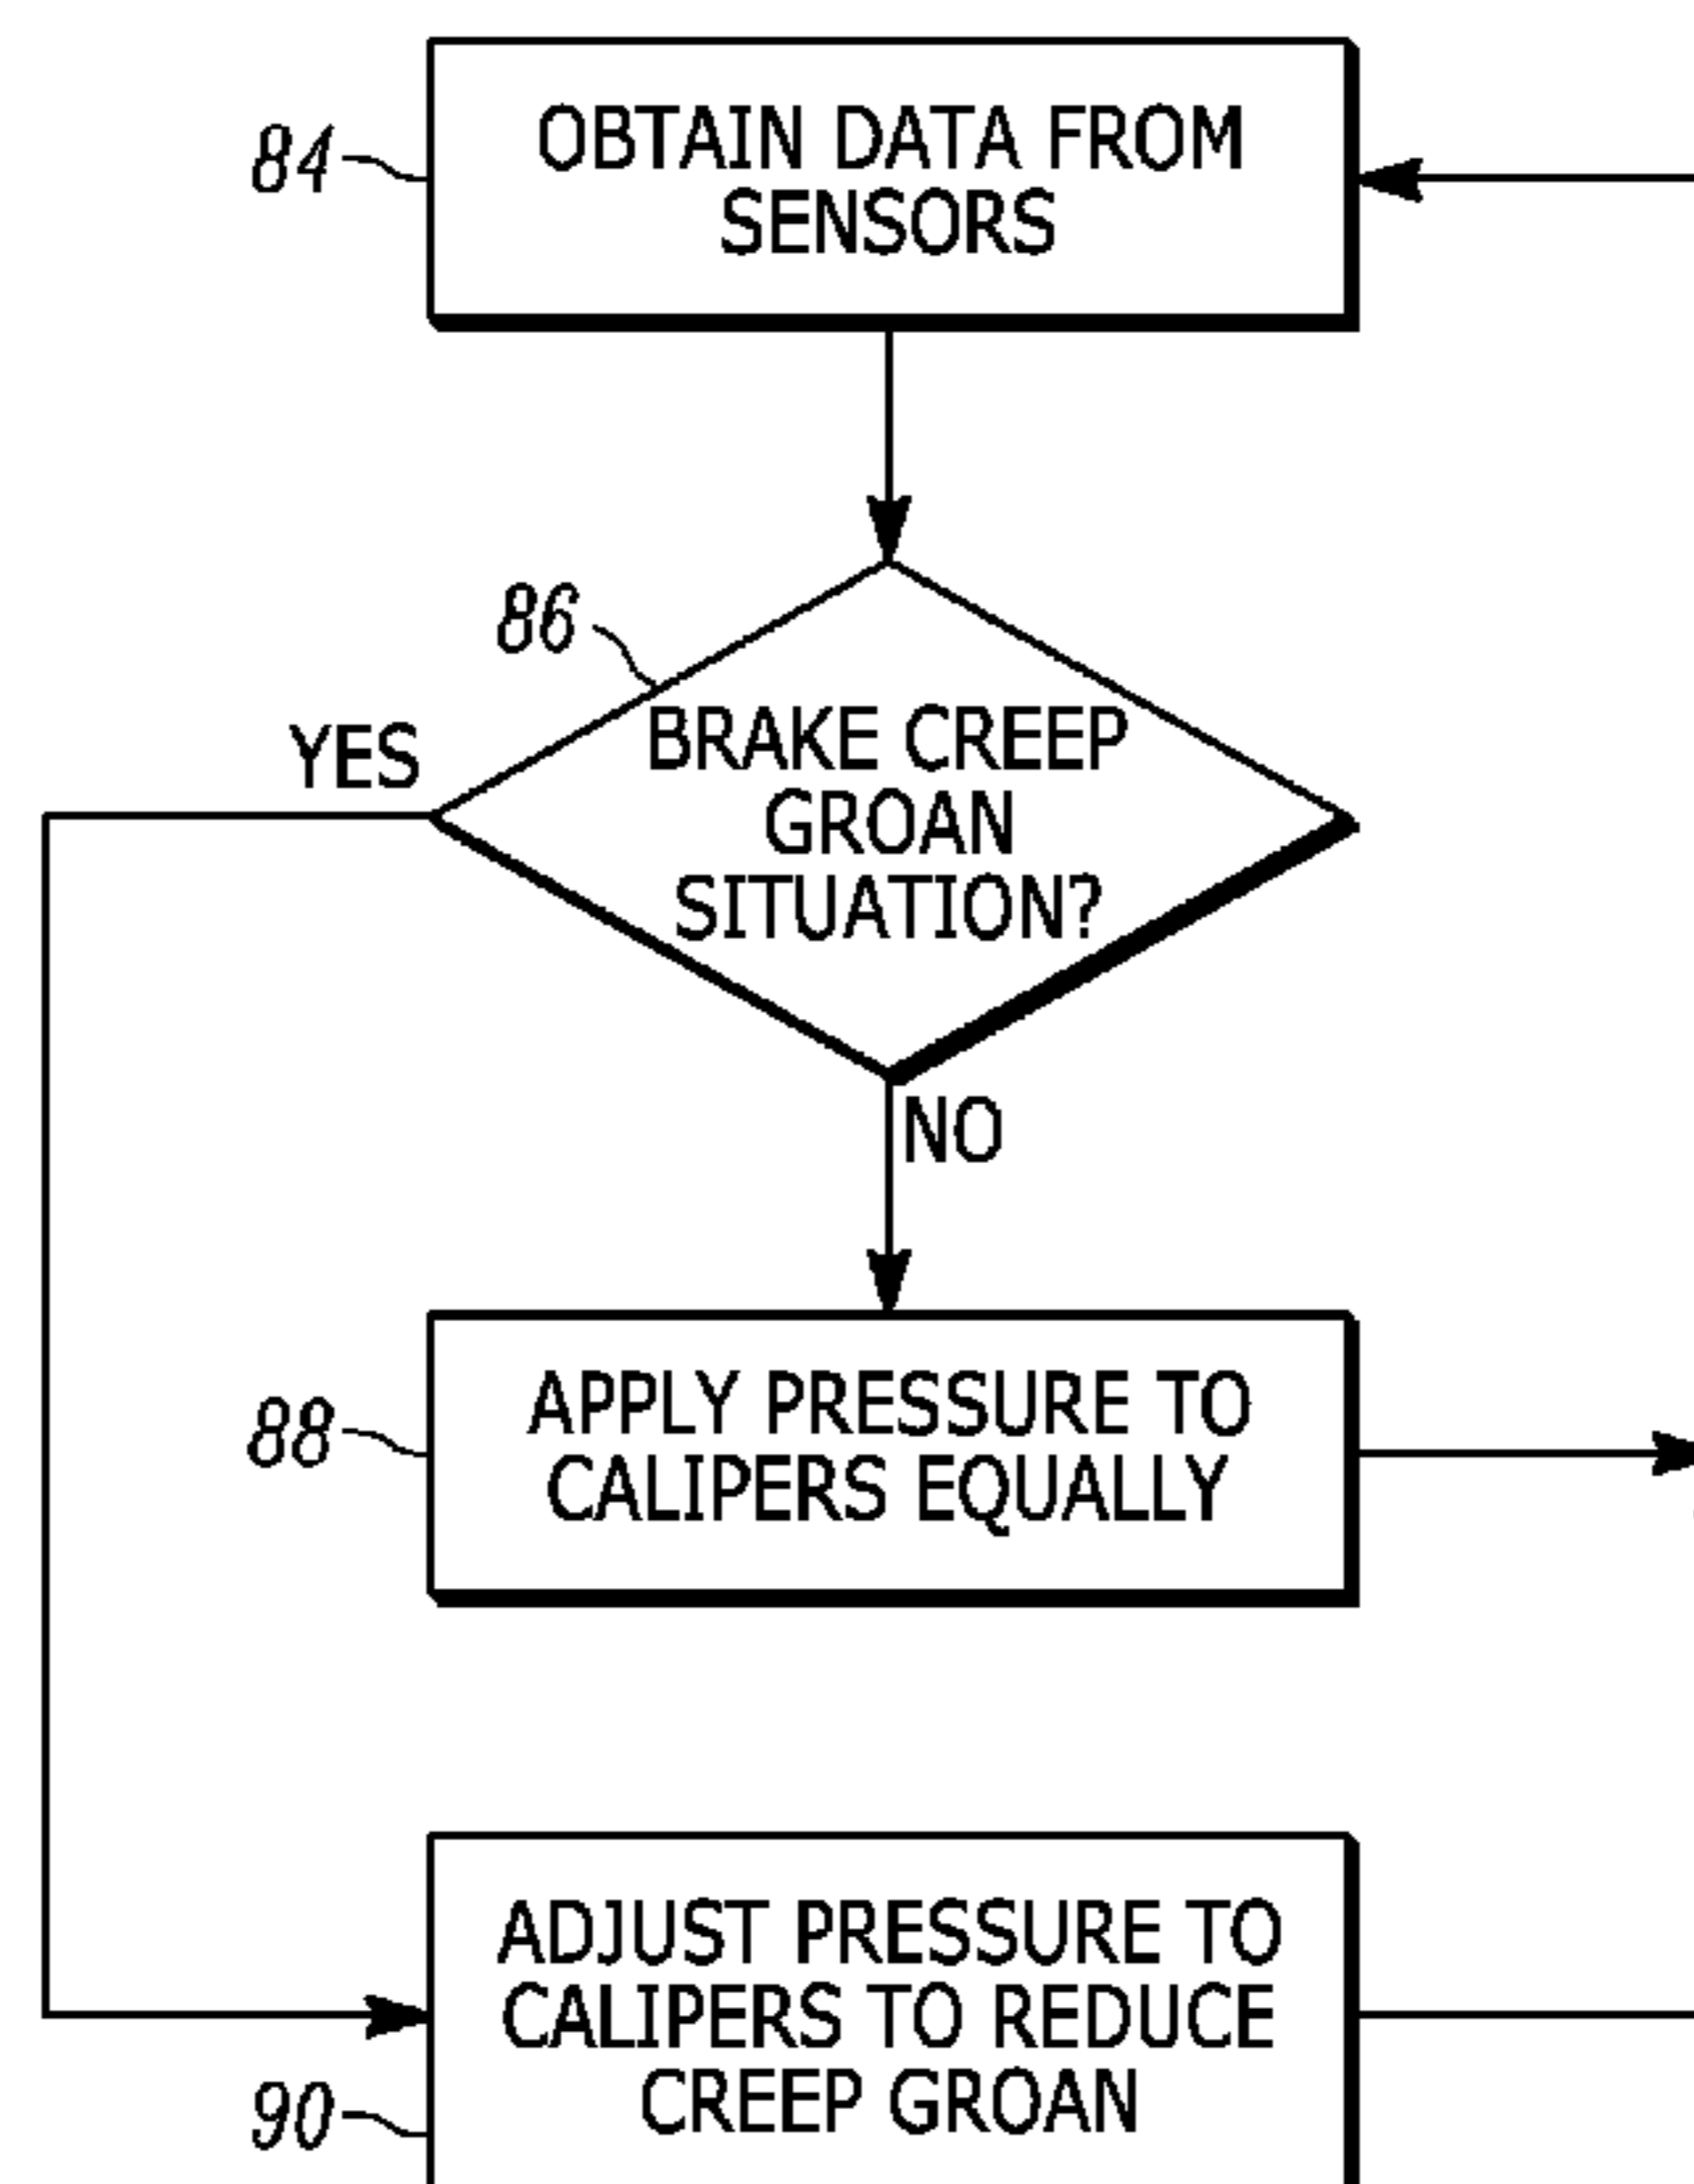 84
OBTAIN DATA FROM
SENSORS
86
YES
BRAKE CREEP
GROAN
SITUATION?
NO
88
APPLY PRESSURE TO
CALIPERS EQUALLY
ADJUST PRESSURE TO
CALIPERS TO REDUCE
CREEP GROAN
90